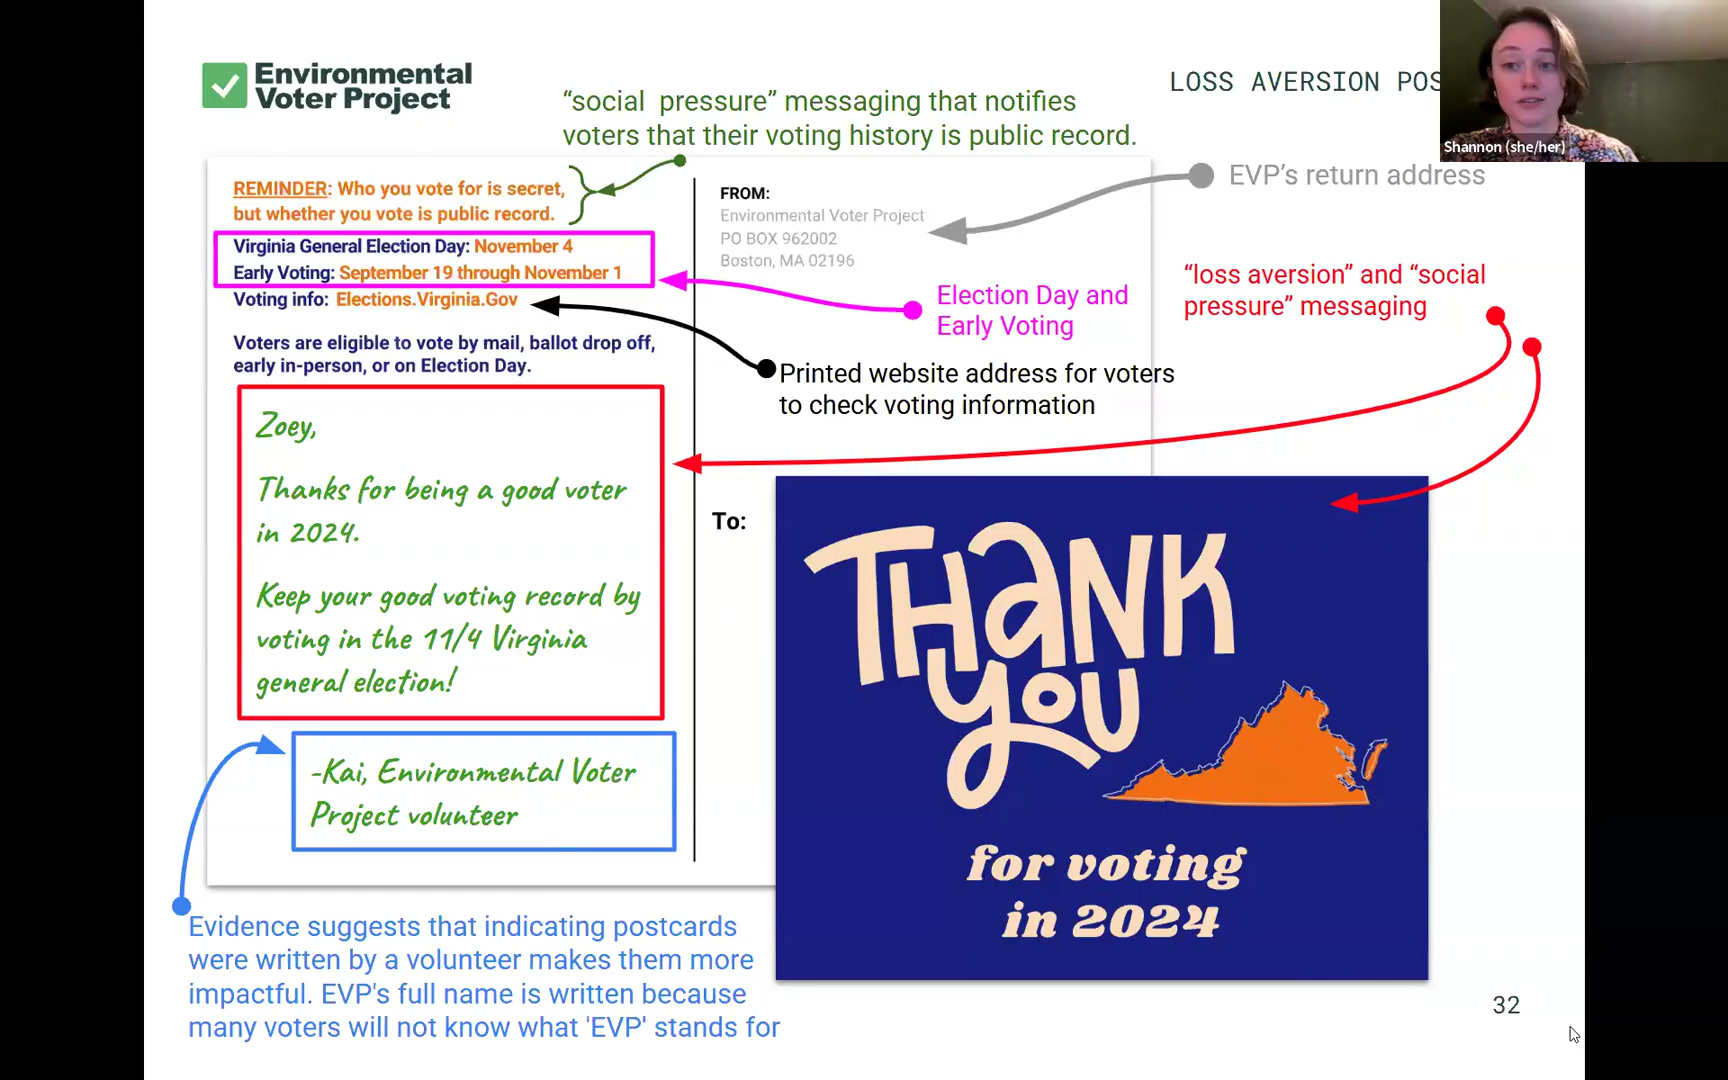 Environmental
Voter Project
LOSS AVERSION POS
Shannon (she/her)
“social pressure” messaging that notifies
voters that their voting history is public record.
REMINDER: Who you vote for is secret,
but whether you vote is public record.
Virginia General Election Day: November 4
Early Voting: September 19 through November 1
Voting info: Elections.Virginia.Gov
Voters are eligible to vote by mail, ballot drop off,
early in-person, or on Election Day.
Zoey,
Thanks for being a good voter
in 2024.
Keep your good voting record by
voting in the 11/4 Virginia
general election!
-Kai, Environmental Voter
Project volunteer
Evidence suggests that indicating postcards
were written by a volunteer makes them more
impactful. EVP's full name is written because
many voters will not know what 'EVP' stands for
FROM:
Environmental Voter Project
PO BOX 962002
Boston, MA 02196
EVP’s return address
Election Day and
Early Voting
Printed website address for voters
to check voting information
“loss aversion” and “social
pressure” messaging
To:
THANK
YOU
for voting
in 2024
32